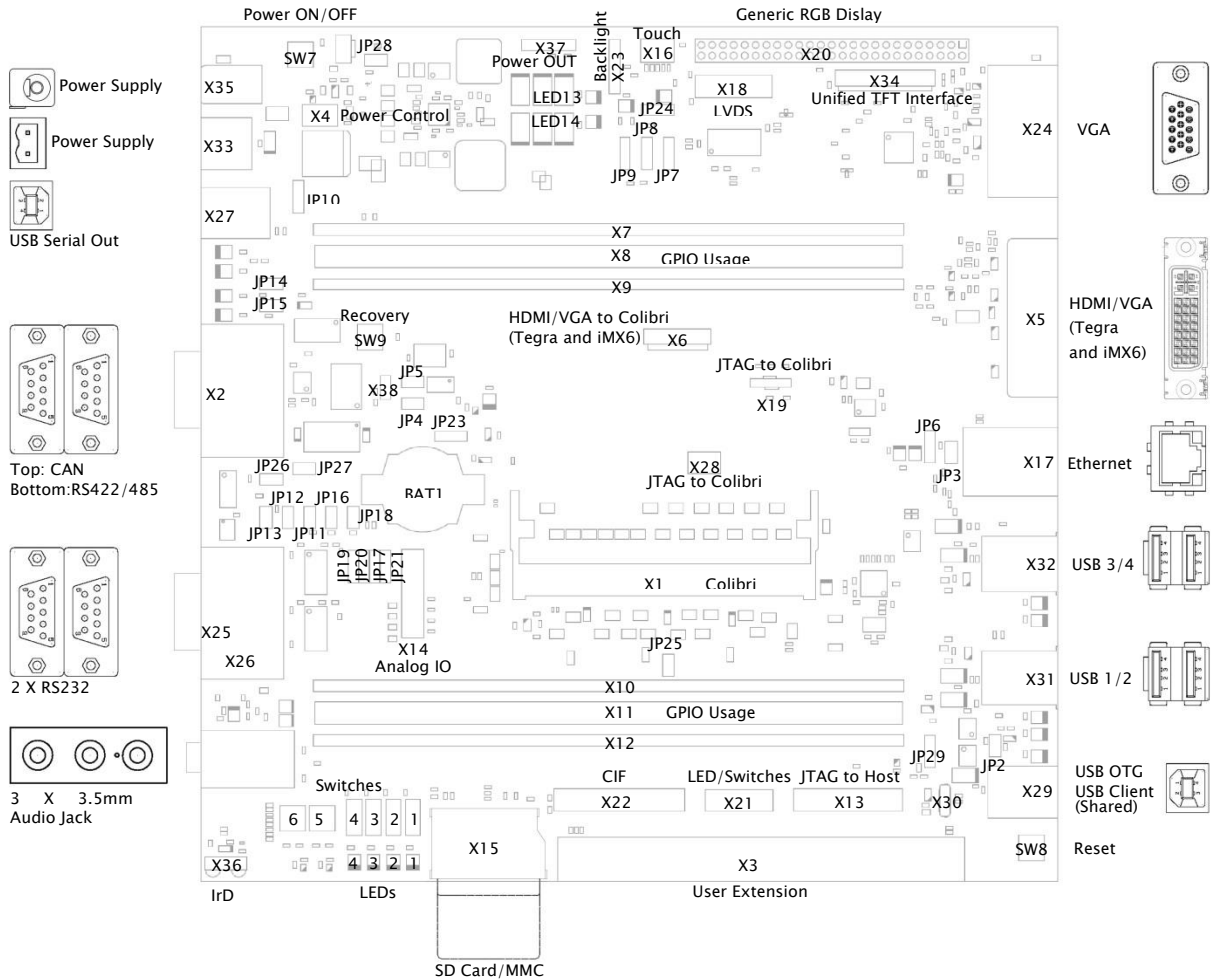 Power ON/OFF
Generic RGB Dislay
Power Supply
Power Supply
USB Serial Out
X35
SW7
JP28
X37
Power OUT
Backlight
X23
Touch
X16
X20
X18
LVDS
X34
Unified TFT Interface
X4
Power Control
LED13
LED14
JP24
JP8
JP9
JP7
X24
VGA
X33
X27
JP10
X7
X8
GPIO Usage
X9
JP14
JP15
Recovery
SW9
HDMI/VGA to Colibri
(Tegra and iMX6)
X6
JTAG to Colibri
X19
X5
HDMI/VGA
(Tegra
and iMX6)
X2
JP5
X38
JP4
JP23
Top: CAN
Bottom:RS422/485
JP26
JP27
JP12
JP16
JP13
JP11
JP18
BAT1
X28
JTAG to Colibri
JP6
JP3
X17
Ethernet
JP19
JP20
JP17
JP21
X1
Colibri
X32
USB 3/4
X25
X26
2 X RS232
X14
Analog IO
JP25
X31
USB 1/2
X10
X11
GPIO Usage
X12
JP29
JP2
3 X 3.5mm
Audio Jack
Switches
6 5 4 3 2 1
CIF
X22
LED/Switches
X21
JTAG to Host
X13
X30
X29
USB OTG
USB Client
(Shared)
X36
IrD
4 3 2 1
LEDs
X15
SD Card/MMC
X3
User Extension
SW8
Reset